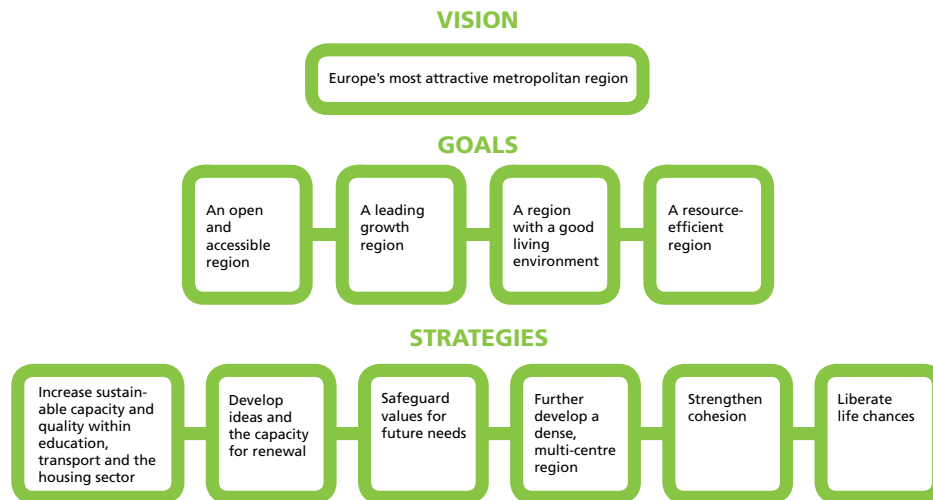 VISION
Europe's most attractive metropolitan region
GOALS
An open
and
accessible
region
A leading
growth
region
A region
with a good
living
environment
A resource-
efficient
region
STRATEGIES
Increase sustain-
able capacity and
quality within
education,
transport and the
housing sector
Develop
ideas and
the capacity
for renewal
Safeguard
values for
future needs
Further
develop a
dense,
multi-centre
region
Strengthen
cohesion
Liberate
life chances